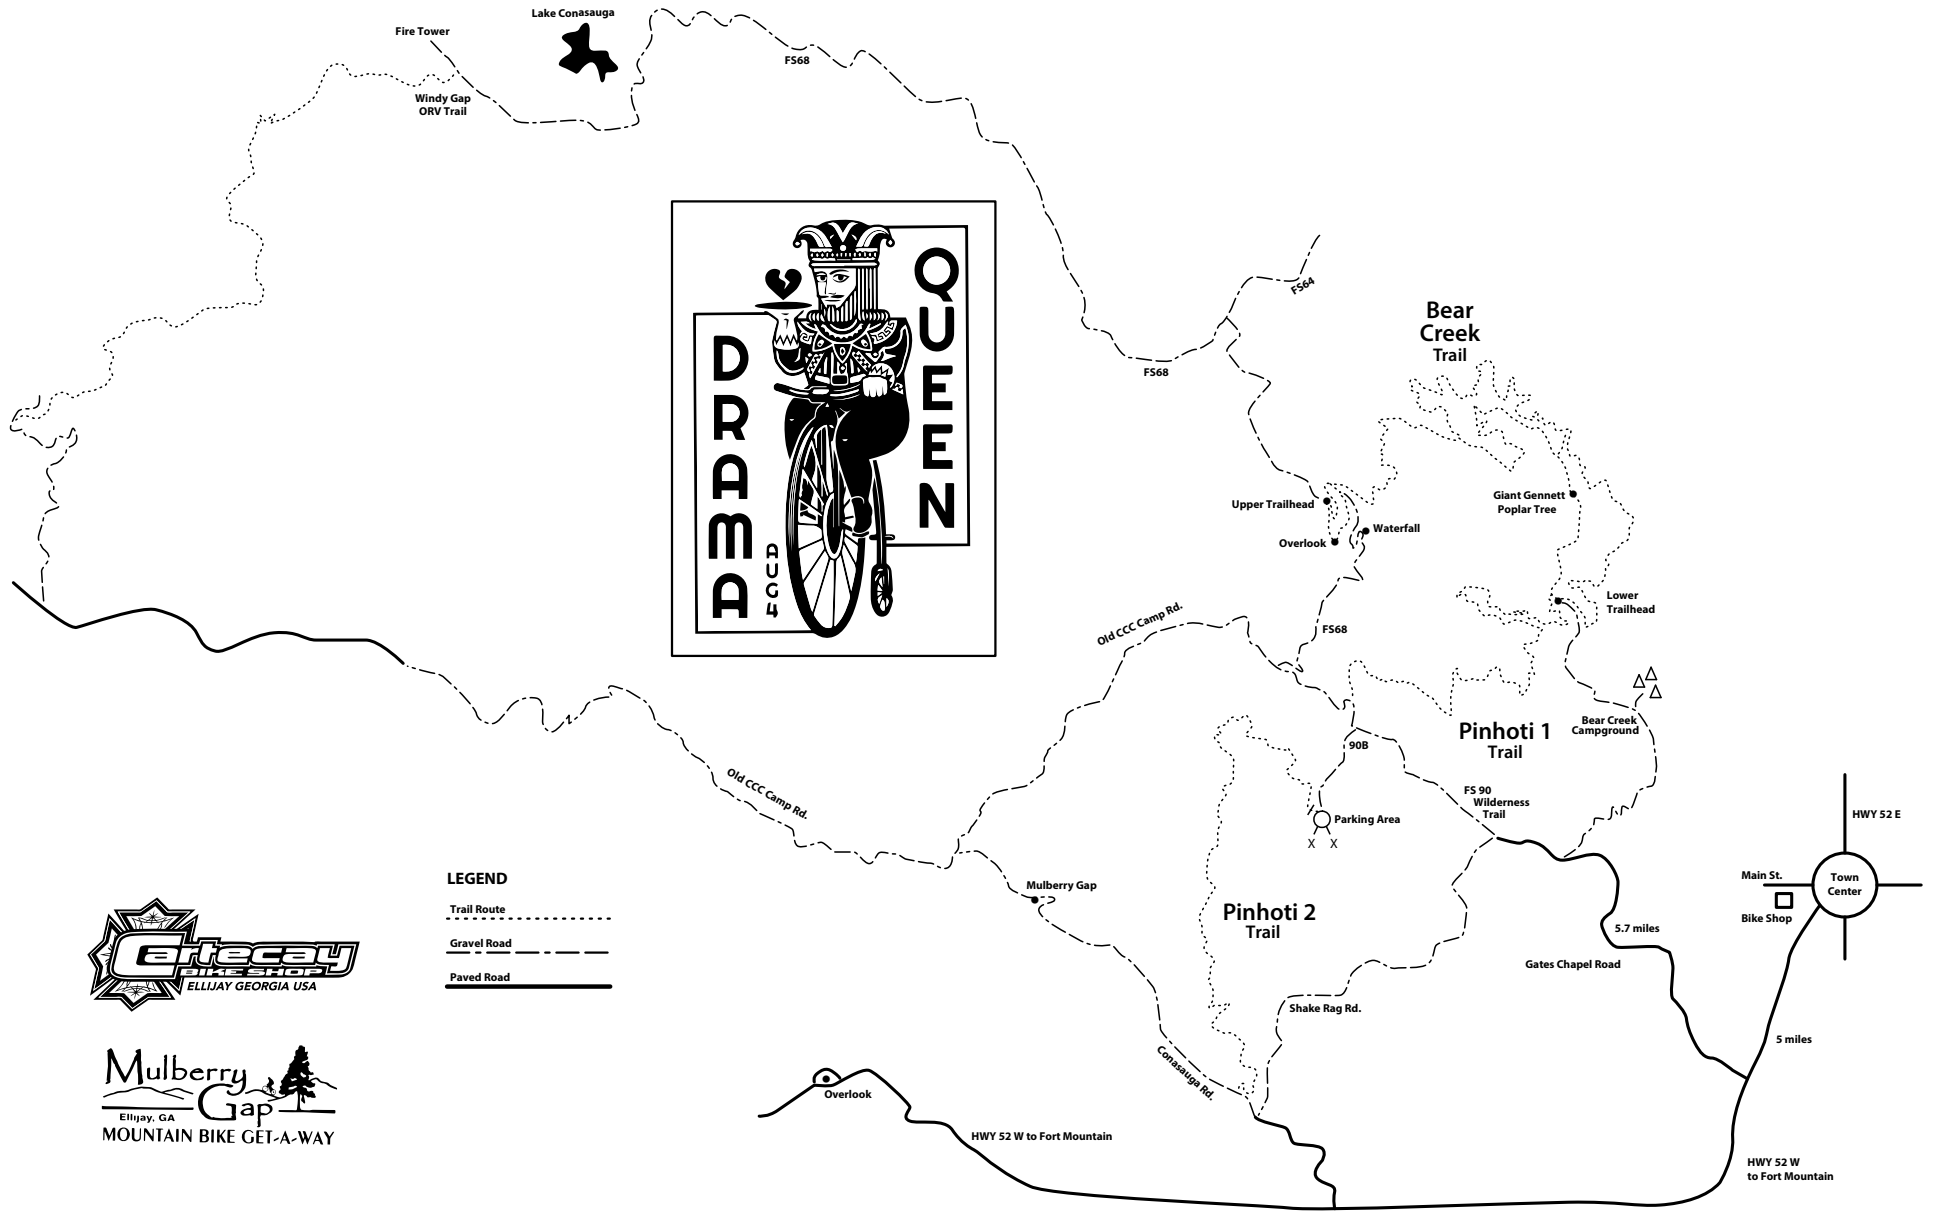 Lake Conasauga
Fire Tower
FS68
Windy Gap
ORV Trail
FS64
Bear
Creek
Trail
FS68
QUEEN
DRAMA
Upper Trailhead
Giant Gennett
Poplar Tree
Waterfall
Overlook
Lower
Trailhead
Old CCC Camp Rd.
FS68
Bear Creek
Campground
Pinhoti 1
Trail
90B
Old CCC Camp Rd.
FS 90
Wilderness
Trail
Parking Area
X X
HWY 52 E
Main St.
Town
Center
Bike Shop
Mulberry Gap
Pinhoti 2
Trail
5.7 miles
Gates Chapel Road
LEGEND
Trail Route
Gravel Road
Paved Road
Cartecay
BIKE SHOP
ELLIJAY GEORGIA USA
Shake Rag Rd.
5 miles
Conasauga Rd.
Mulberry
Gap
Ellijay, GA
MOUNTAIN BIKE GET-A-WAY
Overlook
HWY 52 W to Fort Mountain
HWY 52 W
to Fort Mountain